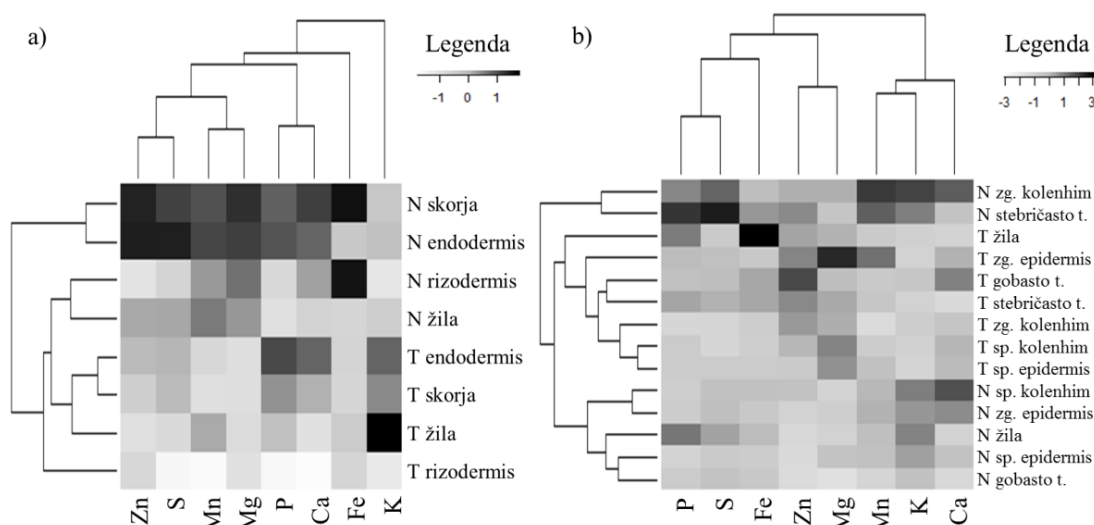 a)
Legenda
-1 0 1
N skorja
N endodermis
N rizodermis
N žila
T endodermis
T skorja
T žila
T rizodermis
Zn S Mn Mg P Ca Fe K
b)
Legenda
-3 -1 1 3
N zg. kolenhim
N stebričasto t.
T žila
T zg. epidermis
T gobasto t.
T stebričasto t.
T zg. kolenhim
T sp. kolenhim
T sp. epidermis
N sp. kolenhim
N zg. epidermis
N žila
N sp. epidermis
N gobasto t.
P S Fe Zn Mg Mn K Ca